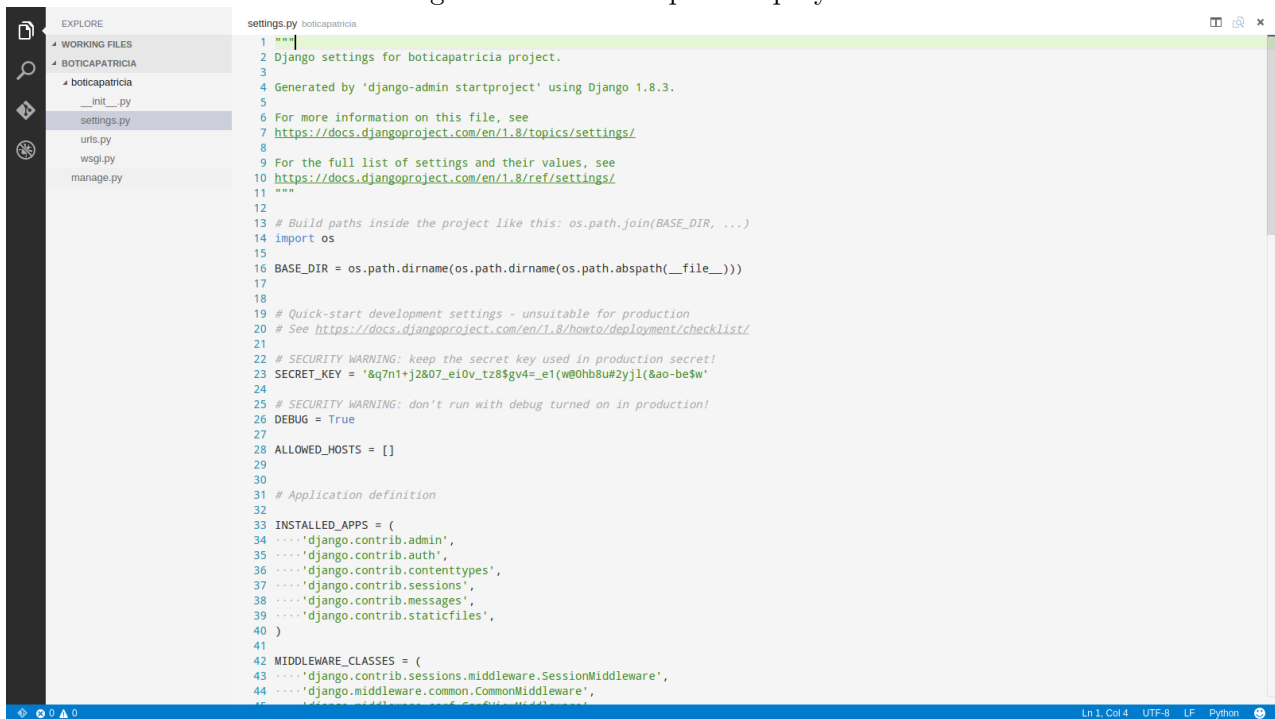 EXPLORE
WORKING FILES
BOTICAPATRICIA
boticapatricia
__init__.py
settings.py
urls.py
wsgi.py
manage.py
settings.py boticapatricia
1 """
2 Django settings for boticapatricia project.
3
4 Generated by 'django-admin startproject' using Django 1.8.3.
5
6 For more information on this file, see
7 https://docs.djangoproject.com/en/1.8/topics/settings/
8
9 For the full list of settings and their values, see
10 https://docs.djangoproject.com/en/1.8/ref/settings/
11 """
12
13 # Build paths inside the project like this: os.path.join(BASE_DIR, ...)
14 import os
15
16 BASE_DIR = os.path.dirname(os.path.dirname(os.path.abspath(__file__)))
17
18
19 # Quick-start development settings - unsuitable for production
20 # See https://docs.djangoproject.com/en/1.8/howto/deployment/checklist/
21
22 # SECURITY WARNING: keep the secret key used in production secret!
23 SECRET_KEY = '&q7n1+j2&07_ei0v_tz8$gv4=_e1(w@0hb8u#2yjl(&ao-be$w'
24
25 # SECURITY WARNING: don't run with debug turned on in production!
26 DEBUG = True
27
28 ALLOWED_HOSTS = []
29
30
31 # Application definition
32
33 INSTALLED_APPS = (
34 ····'django.contrib.admin',
35 ····'django.contrib.auth',
36 ····'django.contrib.contenttypes',
37 ····'django.contrib.sessions',
38 ····'django.contrib.messages',
39 ····'django.contrib.staticfiles',
40 )
41
42 MIDDLEWARE_CLASSES = (
43 ····'django.contrib.sessions.middleware.SessionMiddleware',
44 ····'django.middleware.common.CommonMiddleware',
0 0
Ln 1, Col 4 UTF-8 LF Python